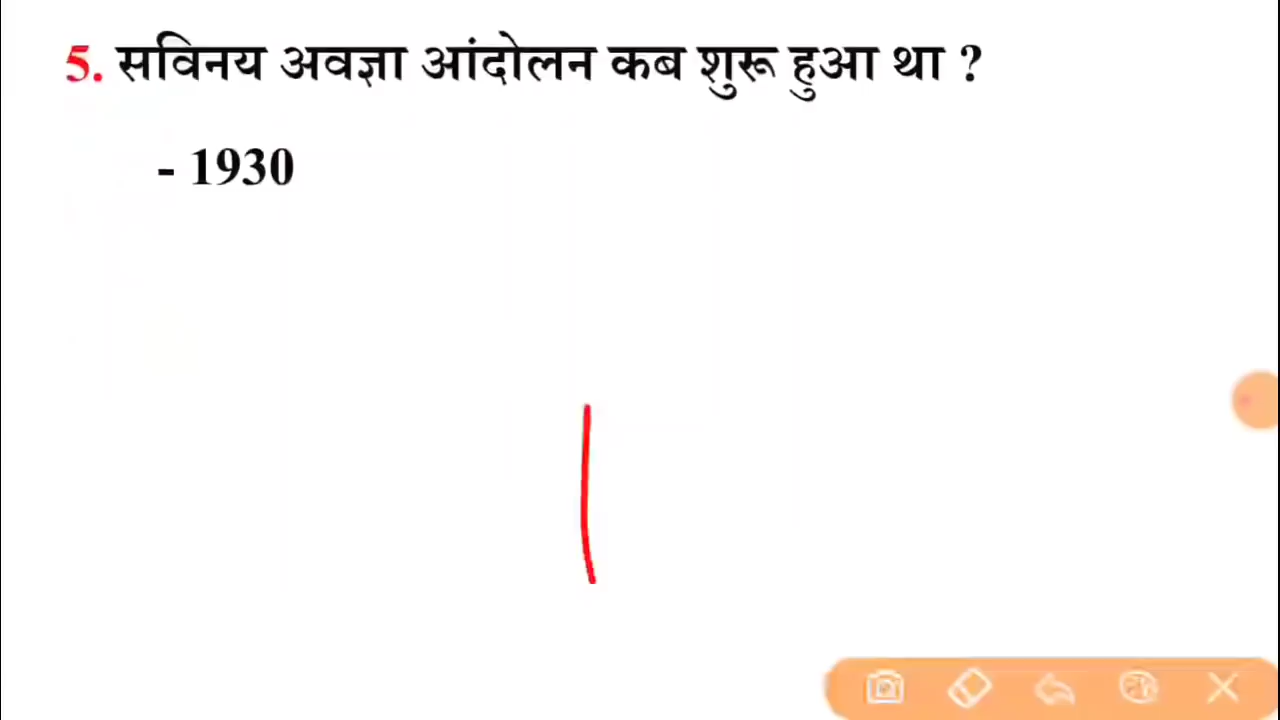 5. सविनय अवज्ञा आंदोलन कब शुरू हुआ था ?
- 1930